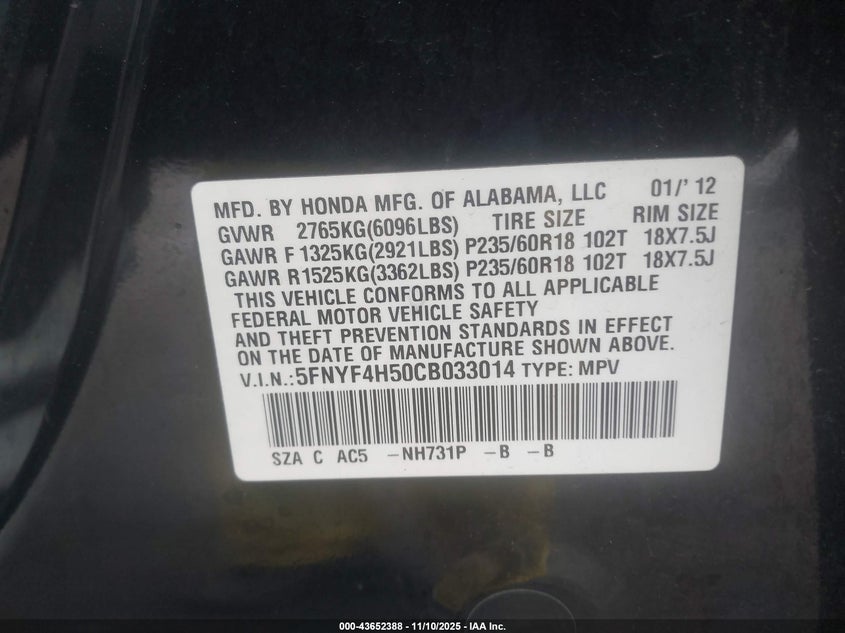 MFD. BY HONDA MFG. OF ALABAMA, LLC 01/' 12
GVWR 2765KG(6096LBS) TIRE SIZE RIM SIZE
GAWR F 1325KG(2921LBS) P235/60R18 102T 18X7.5J
GAWR R1525KG(3362LBS) P235/60R18 102T 18X7.5J
THIS VEHICLE CONFORMS TO ALL APPLICABLE
FEDERAL MOTOR VEHICLE SAFETY
AND THEFT PREVENTION STANDARDS IN EFFECT
ON THE DATE OF MANUFACTURE SHOWN ABOVE.
V.I.N.:5FNYF4H50CB033014 TYPE: MPV
SZA C AC5 -NH731P -B -B
000-43652388 - 11/10/2025 - IAA Inc.